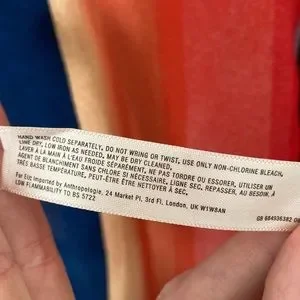 HAND WASH COLD SEPARATELY, DO NOT WRING OR TWIST, USE ONLY NON-CHLORINE BLEACH,
LINE DRY, LOW IRON AS NEEDED, MAY BE DRY CLEANED.
LAVER À LA MAIN À L'EAU FROIDE SÉPARÉMENT, NE PAS TORDRE OU ESSORER, UTILISER UN
AGENT DE BLANCHIMENT SANS CHLORE SI NÉCESSAIRE, LIGNE SEC, REPASSER, AU BESOIN, À
TRÈS BASSE TEMPÉRATURE, PEUT-ÊTRE ÊTRE NETTOYER À SEC.
For EU: Imported by Anthropologie, 24 Market Pl, 3rd Fl, London, UK W1W8AN
LOW FLAMMABILITY TO BS 5722
GB 684936382